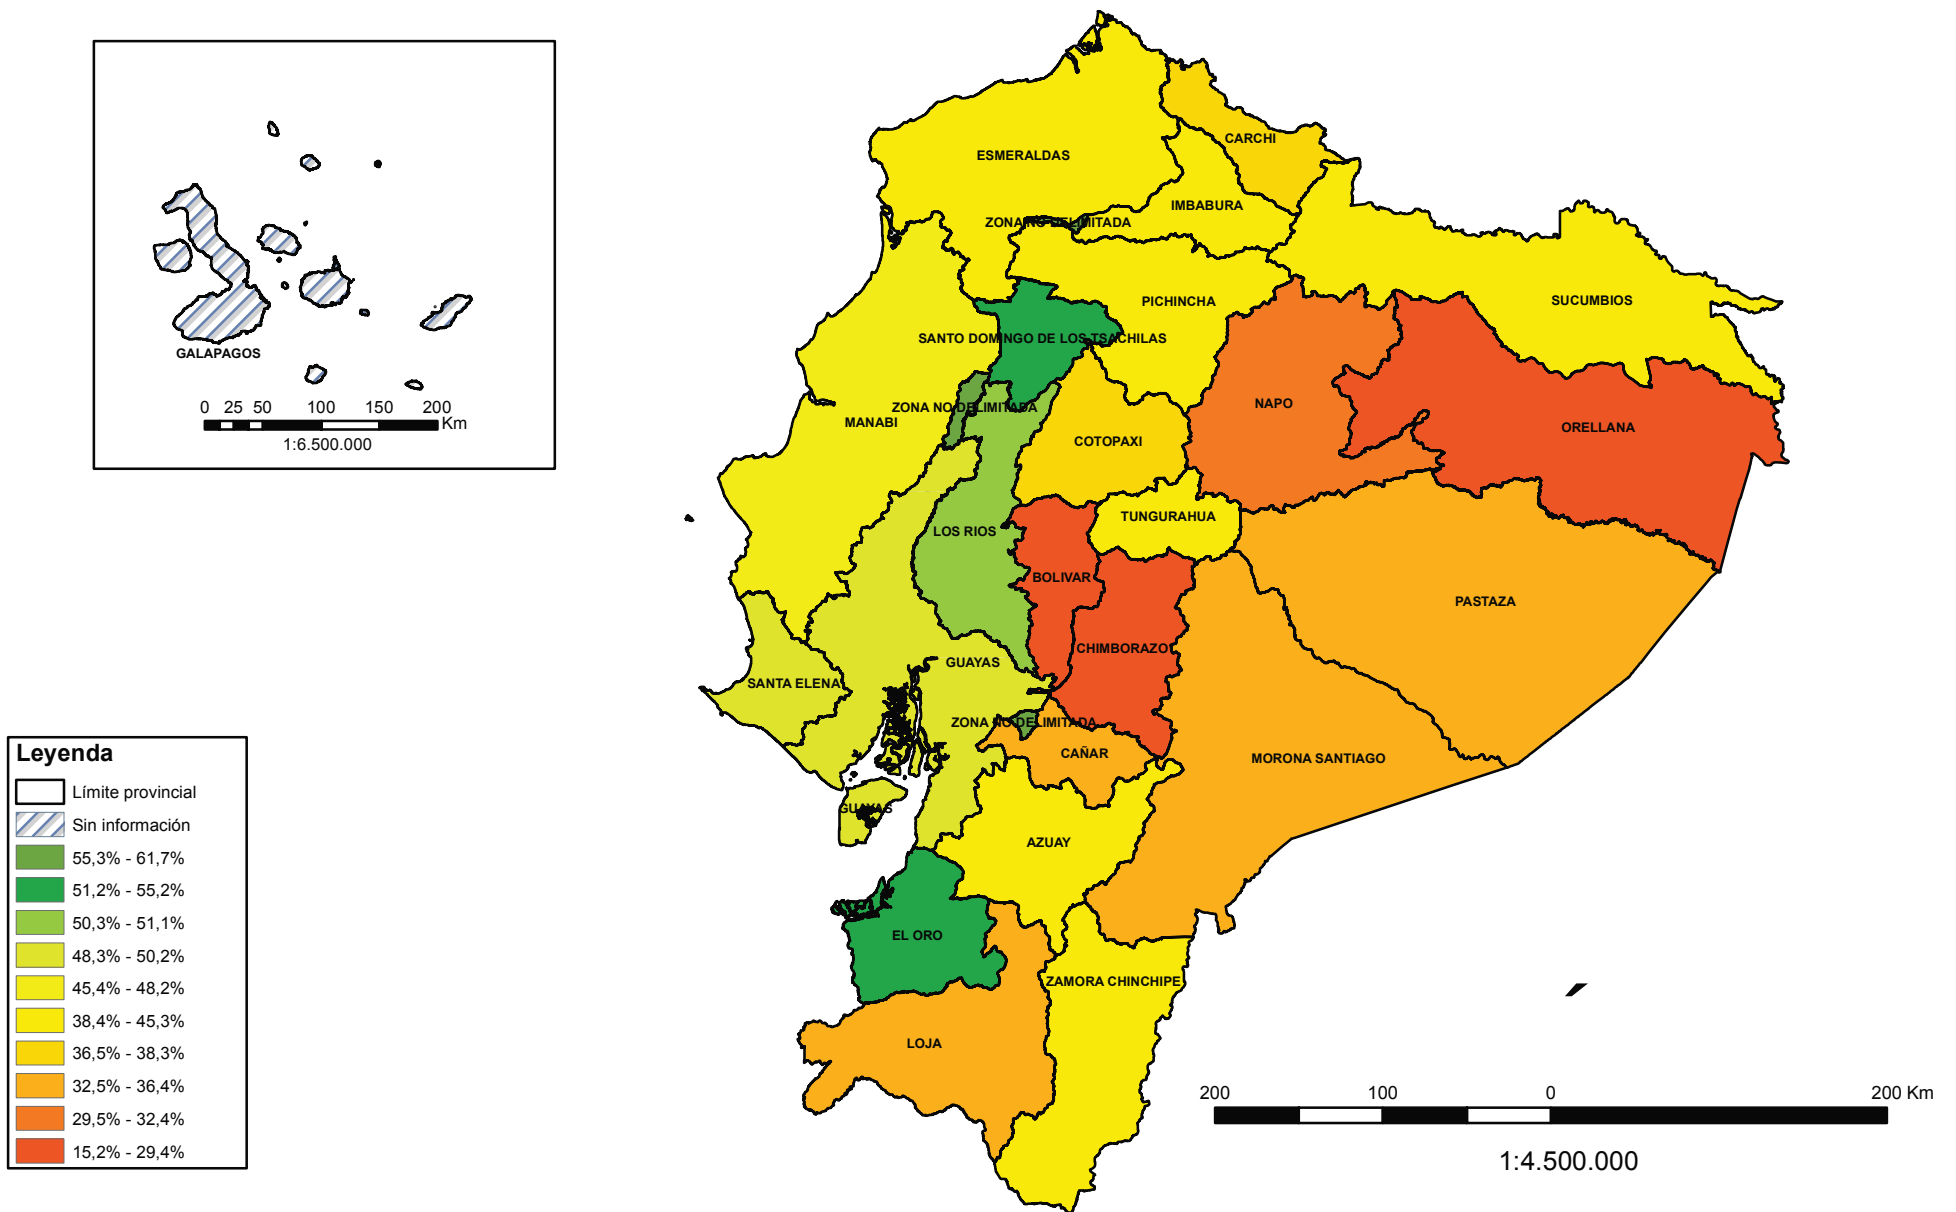 CARCHI
ESMERALDAS
IMBABURA
ZONA NO DELIMITADA
PICHINCHA
SUCUMBIOS
SANTO DOMINGO DE LOS TSACHILAS
GALAPAGOS
0 25 50 100 150 200
Km
1:6.500.000
NAPO
ZONA NO DELIMITADA
MANABI
ORELLANA
COTOPAXI
TUNGURAHUA
LOS RIOS
BOLIVAR
PASTAZA
CHIMBORAZO
GUAYAS
SANTA ELENA
ZONA NO DELIMITADA
CAÑAR
MORONA SANTIAGO
GUAYAS
AZUAY
EL ORO
ZAMORA CHINCHIPE
LOJA
Leyenda
Límite provincial
Sin información
55,3% - 61,7%
51,2% - 55,2%
50,3% - 51,1%
48,3% - 50,2%
45,4% - 48,2%
38,4% - 45,3%
36,5% - 38,3%
32,5% - 36,4%
29,5% - 32,4%
15,2% - 29,4%
200 100 0 200 Km
1:4.500.000